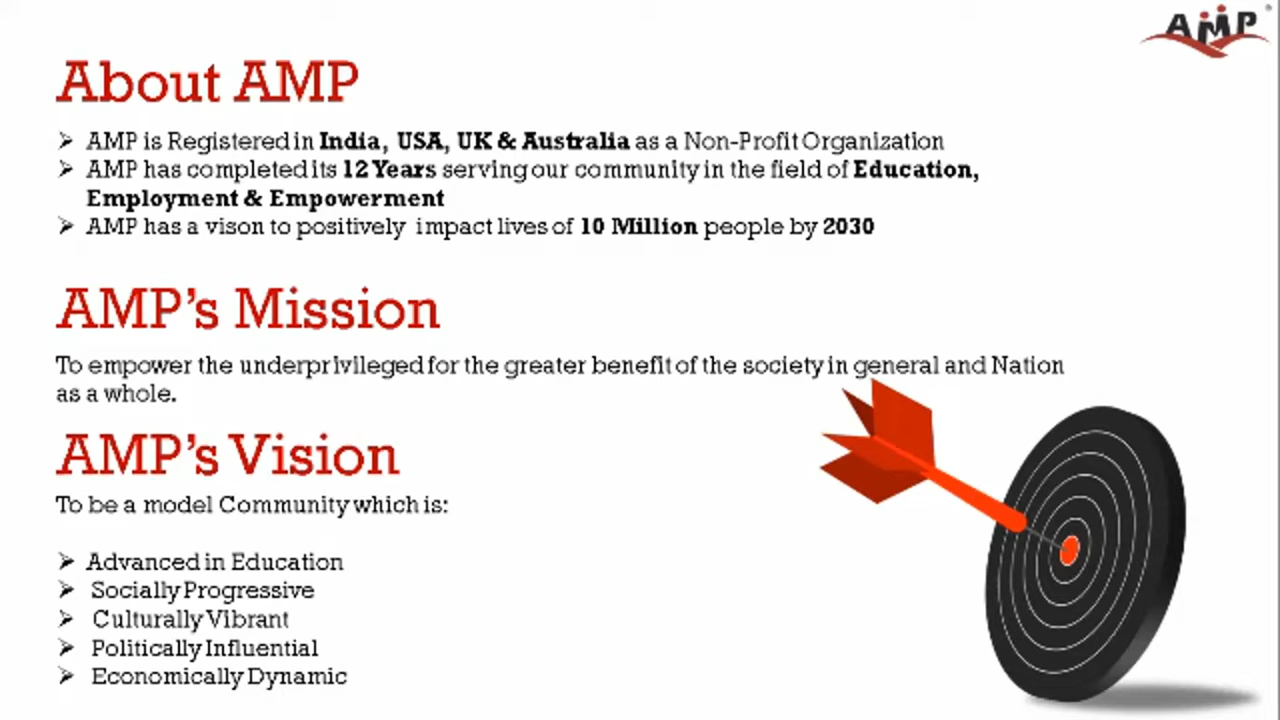 AMP
About AMP
AMP is Registered in India, USA, UK & Australia as a Non-Profit Organization
AMP has completed its 12 Years serving our community in the field of Education,
Employment & Empowerment
AMP has a vison to positively impact lives of 10 Million people by 2030
AMP's Mission
To empower the underprivileged for the greater benefit of the society in general and Nation
as a whole.
AMP's Vision
To be a model Community which is:
Advanced in Education
Socially Progressive
Culturally Vibrant
Politically Influential
Economically Dynamic